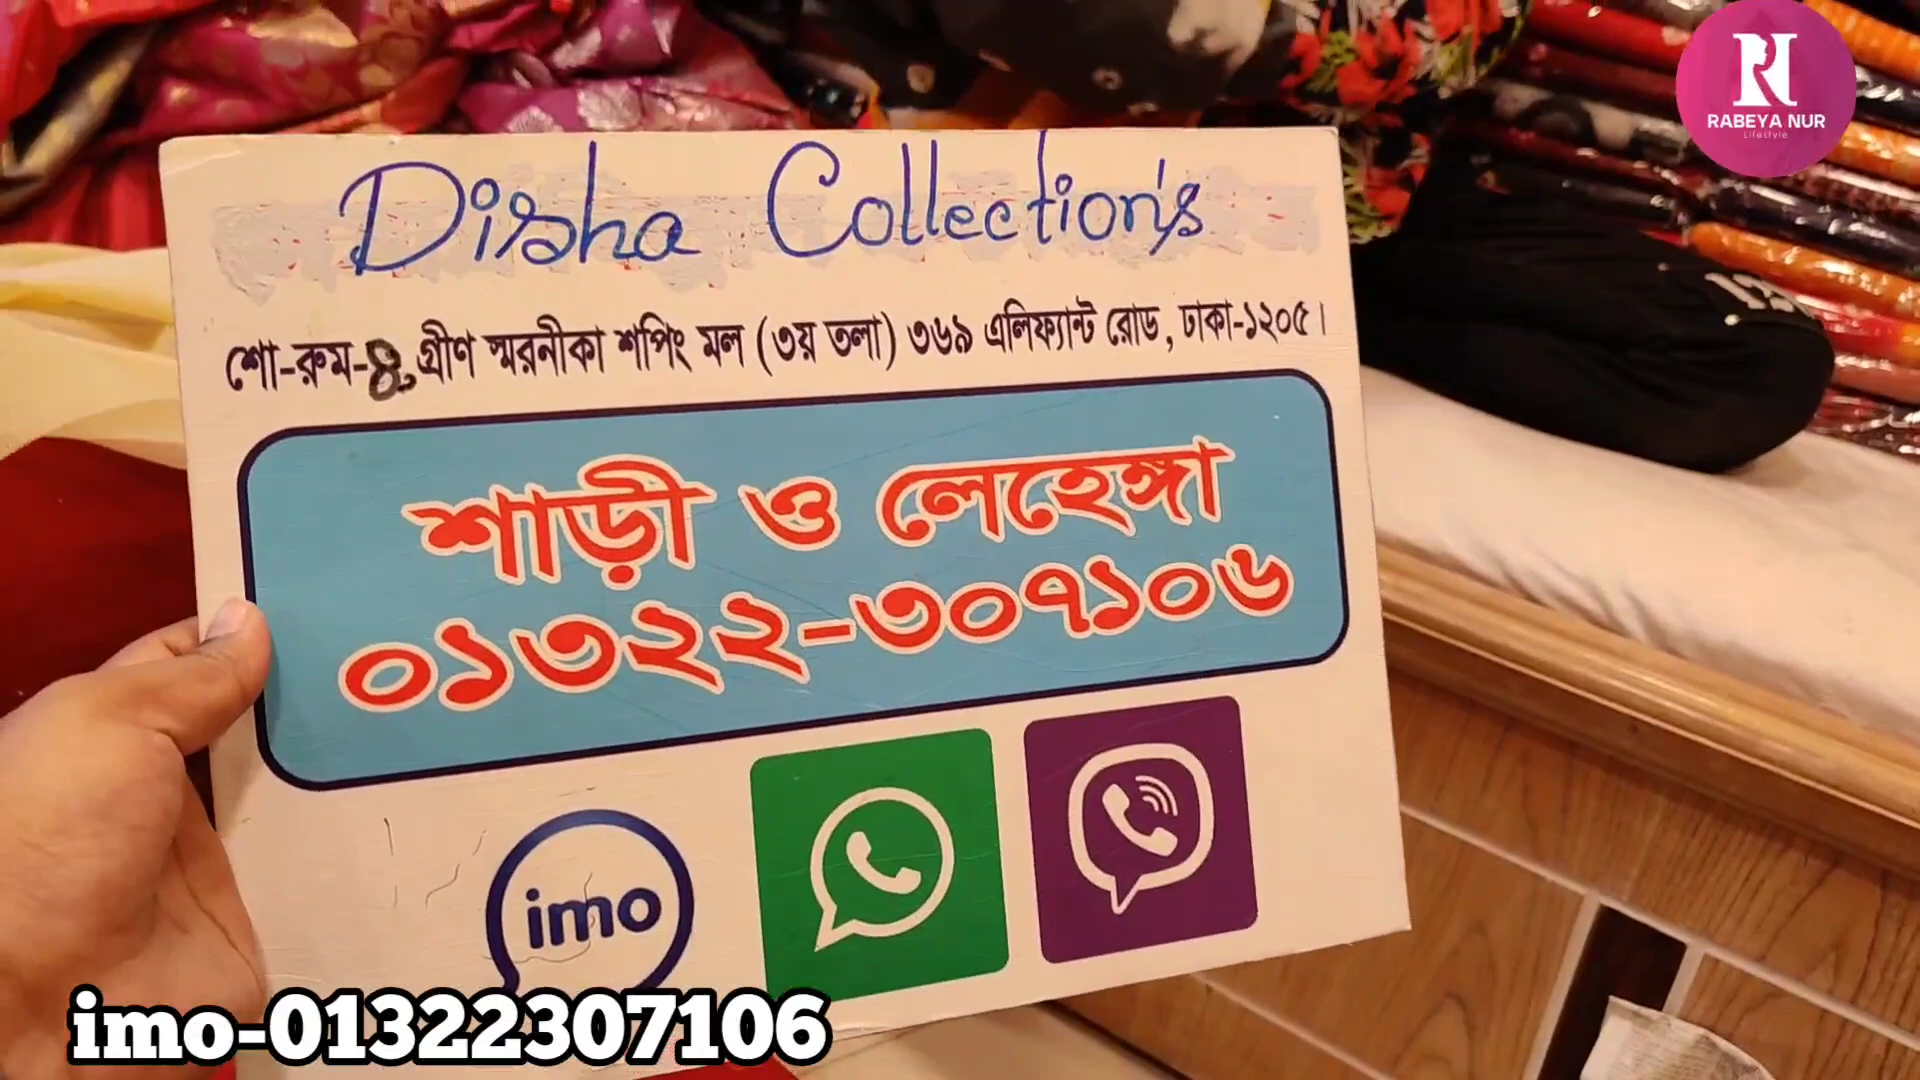 RABEYA NUR
Lifestyle
Disha Collection's
শো-রুম-৪, গ্রীণ স্মরনীকা শপিং মল (৩য় তলা) ৩৬৯ এলিফ্যান্ট রোড, ঢাকা-১২০৫।
শাড়ী ও লেহেঙ্গা
০১৩২২-৩০৭১০৬
imo
imo-01322307106